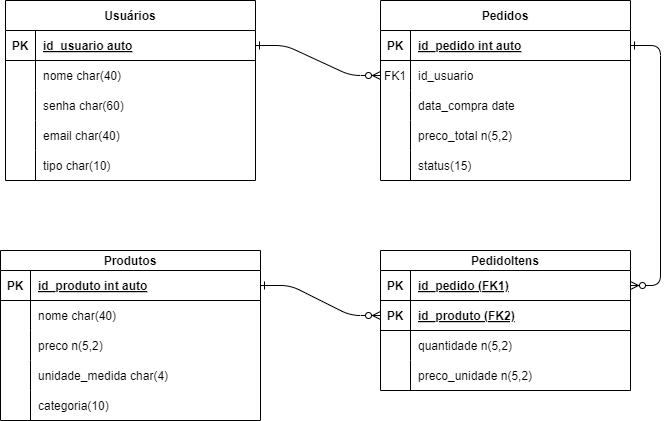 Usuários
PK id_usuario auto
nome char(40)
senha char(60)
email char(40)
tipo char(10)
Pedidos
PK id_pedido int auto
FK1 id_usuario
data_compra date
preco_total n(5,2)
status(15)
Produtos
PK id_produto int auto
nome char(40)
preco n(5,2)
unidade_medida char(4)
categoria(10)
PedidoItens
PK id_pedido (FK1)
PK id_produto (FK2)
quantidade n(5,2)
preco_unidade n(5,2)